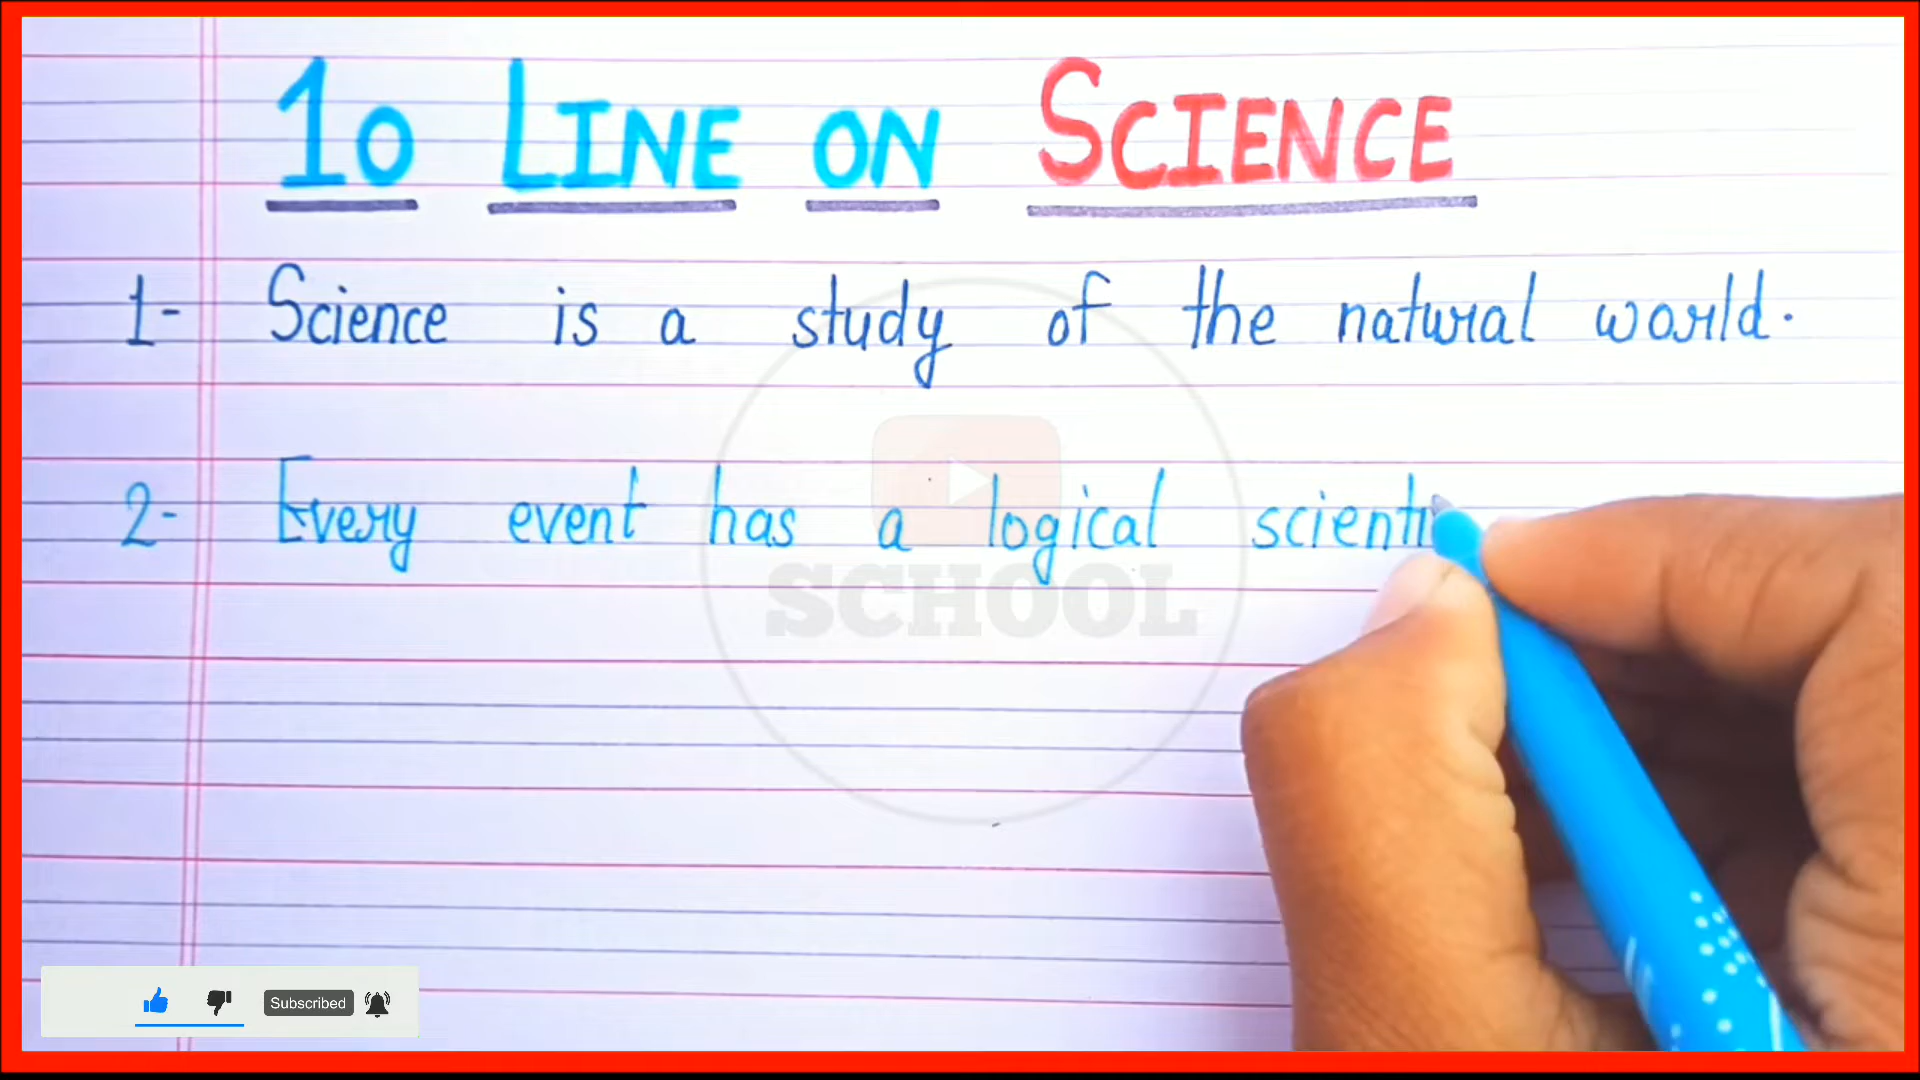 10 LINE ON SCIENCE
1- Science is a study of the natural world.
2- Every event has a logical scienti
SCHOOL
Subscribed